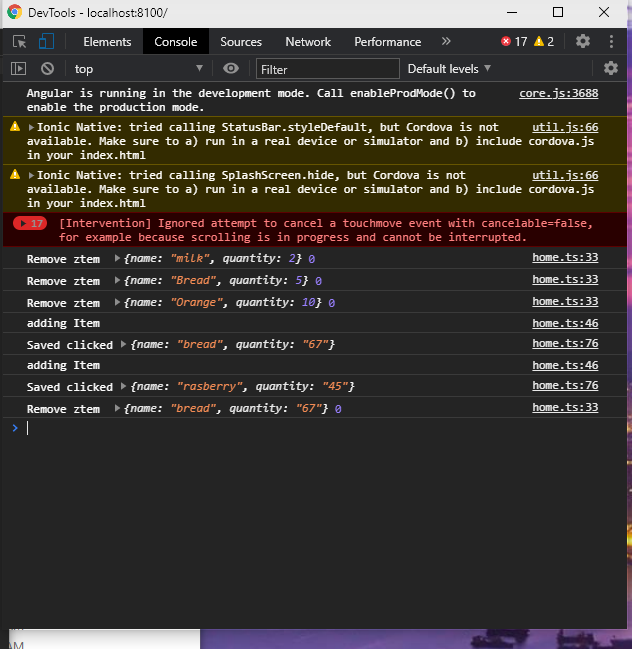 DevTools - localhost:8100/
Elements Console Sources Network Performance » 17 2
top Filter Default levels
Angular is running in the development mode. Call enableProdMode() to core.js:3688
enable the production mode.
Ionic Native: tried calling StatusBar.styleDefault, but Cordova is not util.js:66
available. Make sure to a) run in a real device or simulator and b) include cordova.js
in your index.html
Ionic Native: tried calling SplashScreen.hide, but Cordova is not util.js:66
available. Make sure to a) run in a real device or simulator and b) include cordova.js
in your index.html
17 [Intervention] Ignored attempt to cancel a touchmove event with cancelable=false,
for example because scrolling is in progress and cannot be interrupted.
Remove ztem {name: "milk", quantity: 2} 0 home.ts:33
Remove ztem {name: "Bread", quantity: 5} 0 home.ts:33
Remove ztem {name: "Orange", quantity: 10} 0 home.ts:33
adding Item home.ts:46
Saved clicked {name: "bread", quantity: "67"} home.ts:76
adding Item home.ts:46
Saved clicked {name: "rasberry", quantity: "45"} home.ts:76
Remove ztem {name: "bread", quantity: "67"} 0 home.ts:33
>